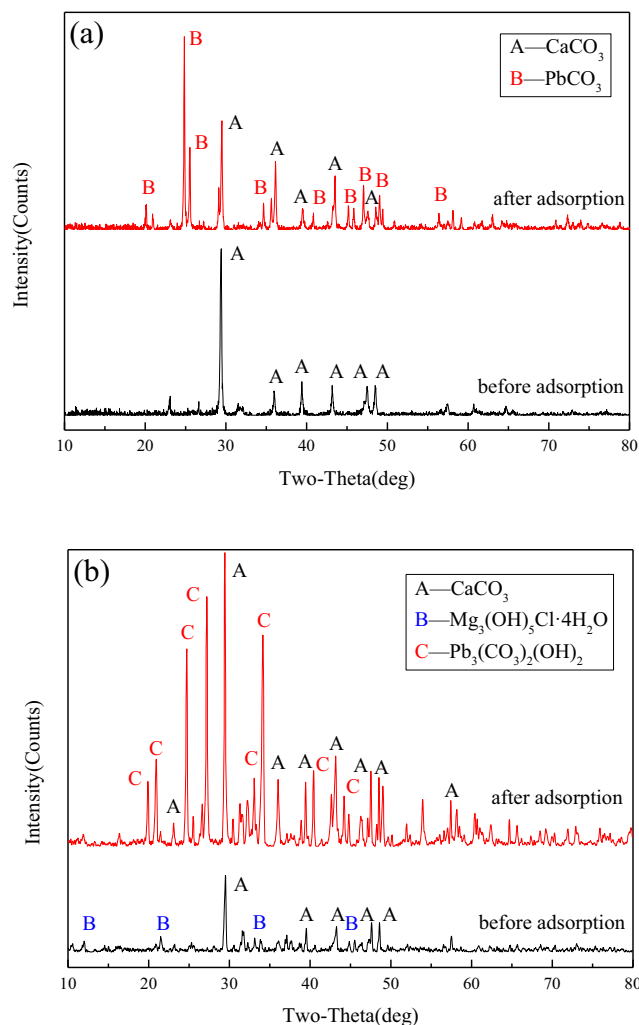 (a)
A—CaCO₃
B—PbCO₃
B
B
A
A
A
B
B
B
B
B
B
A
A
B
after adsorption
A
A
A
A
A
A
before adsorption
Intensity(Counts)
10 20 30 40 50 60 70 80
Two-Theta(deg)
(b)
A—CaCO₃
B—Mg₃(OH)₅Cl·4H₂O
C—Pb₃(CO₃)₂(OH)₂
A
C
C
C
C
C
C
A
C
A
A
A
C
C
A
A
A
after adsorption
A
B
B
B
A
A
B
A
A
before adsorption
Intensity(Counts)
10 20 30 40 50 60 70 80
Two-Theta(deg)